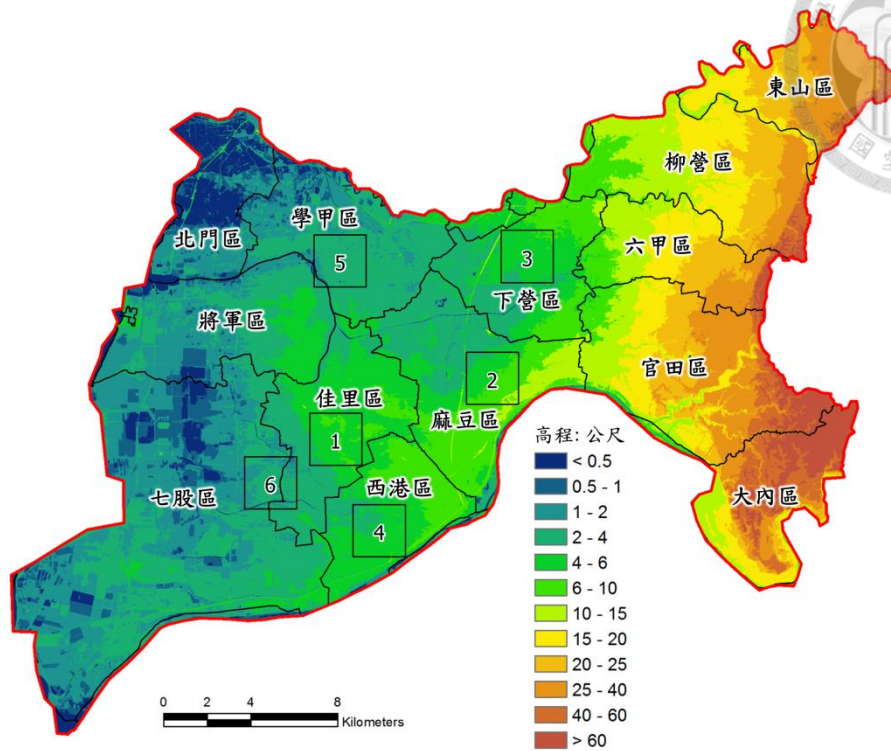 東山區
柳營區
學甲區
北門區
六甲區
5
3
下營區
將軍區
官田區
2
佳里區
麻豆區
1
高程: 公尺
< 0.5
0.5 - 1
1 - 2
2 - 4
4 - 6
6 - 10
10 - 15
15 - 20
20 - 25
25 - 40
40 - 60
> 60
西港區
6
七股區
大內區
4
0 2 4 8
Kilometers
國